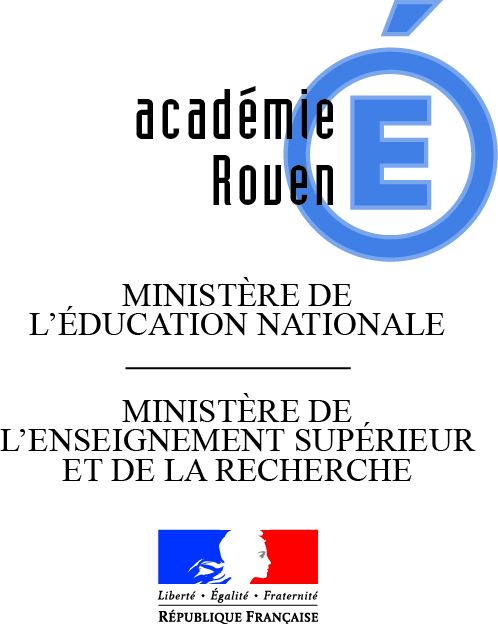 académie
Rouen
É
MINISTÈRE DE
L'ÉDUCATION NATIONALE
MINISTÈRE DE
L'ENSEIGNEMENT SUPÉRIEUR
ET DE LA RECHERCHE
Liberté • Égalité • Fraternité
RÉPUBLIQUE FRANÇAISE